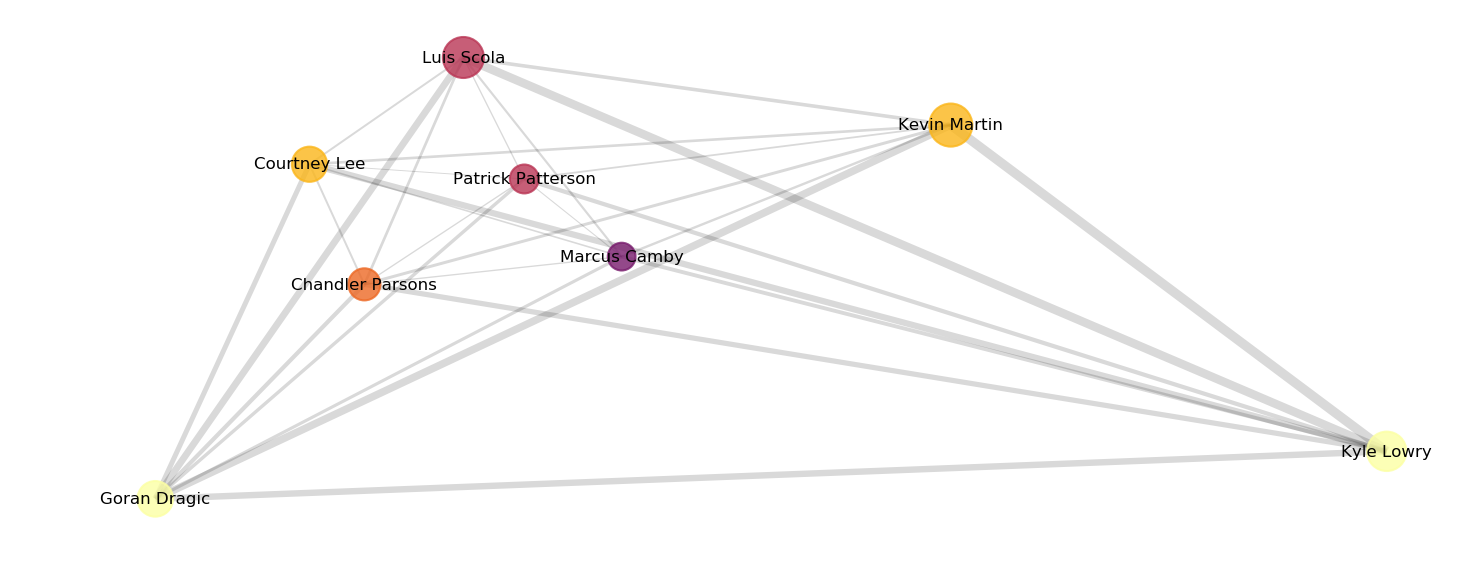 Luis Scola
Kevin Martin
Courtney Lee
Patrick Patterson
Marcus Camby
Chandler Parsons
Kyle Lowry
Goran Dragic